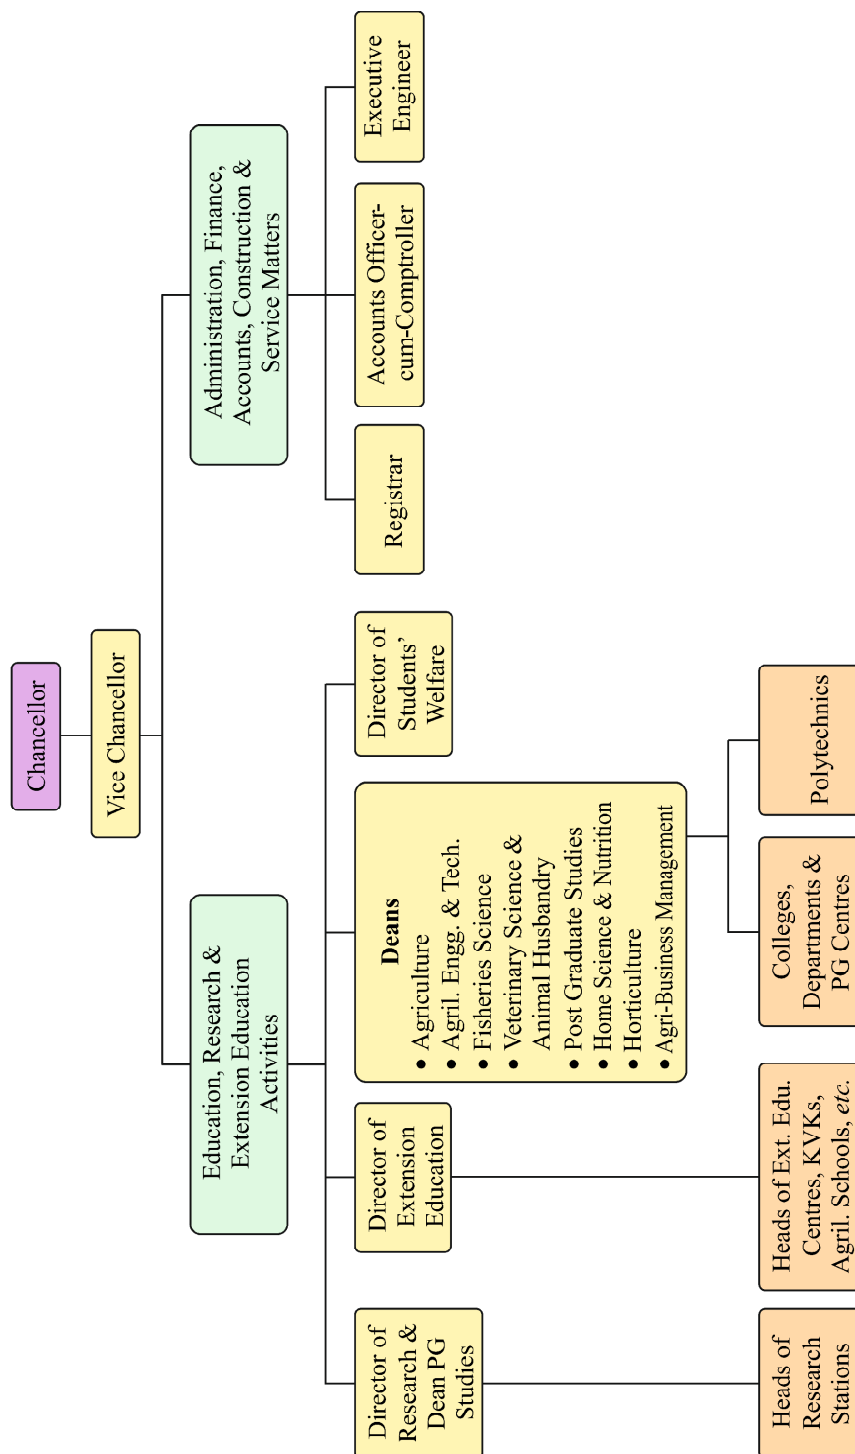 Chancellor
Vice Chancellor
Education, Research &
Extension Education
Activities
Administration, Finance,
Accounts, Construction &
Service Matters
Director of
Research &
Dean PG
Studies
Director of
Extension
Education
Deans
• Agriculture
• Agril. Engg. & Tech.
• Fisheries Science
• Veterinary Science &
Animal Husbandry
• Post Graduate Studies
• Home Science & Nutrition
• Horticulture
• Agri-Business Management
Director of
Students’
Welfare
Registrar
Accounts Officer-
cum-Comptroller
Executive
Engineer
Heads of
Research
Stations
Heads of Ext. Edu.
Centres, KVKs,
Agril. Schools, etc.
Colleges,
Departments &
PG Centres
Polytechnics